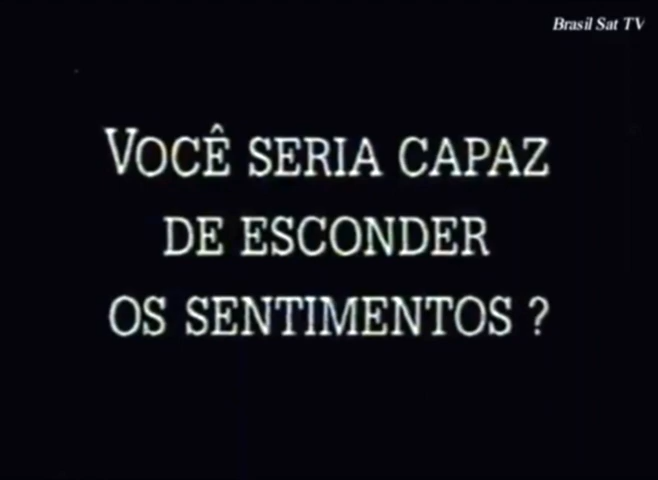 Brasil Sat TV
VOCÊ SERIA CAPAZ
DE ESCONDER
OS SENTIMENTOS ?